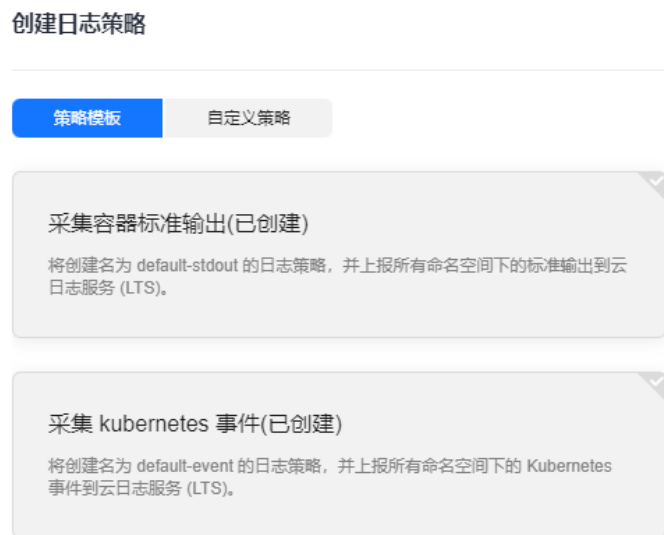 创建日志策略
策略模板
自定义策略
采集容器标准输出(已创建)
将创建名为 default-stdout 的日志策略，并上报所有命名空间下的标准输出到云
日志服务 (LTS)。
采集 kubernetes 事件(已创建)
将创建名为 default-event 的日志策略，并上报所有命名空间下的 Kubernetes
事件到云日志服务 (LTS)。